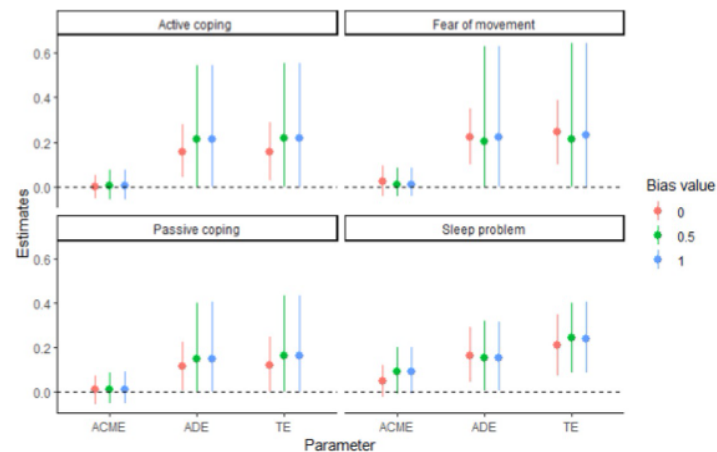 Active coping
Fear of movement
0.6
0.4
0.2
0.0
Estimates
Passive coping
Sleep problem
0.6
0.4
0.2
0.0
ACME ADE TE
ACME ADE TE
Parameter
Bias value
0
0.5
1